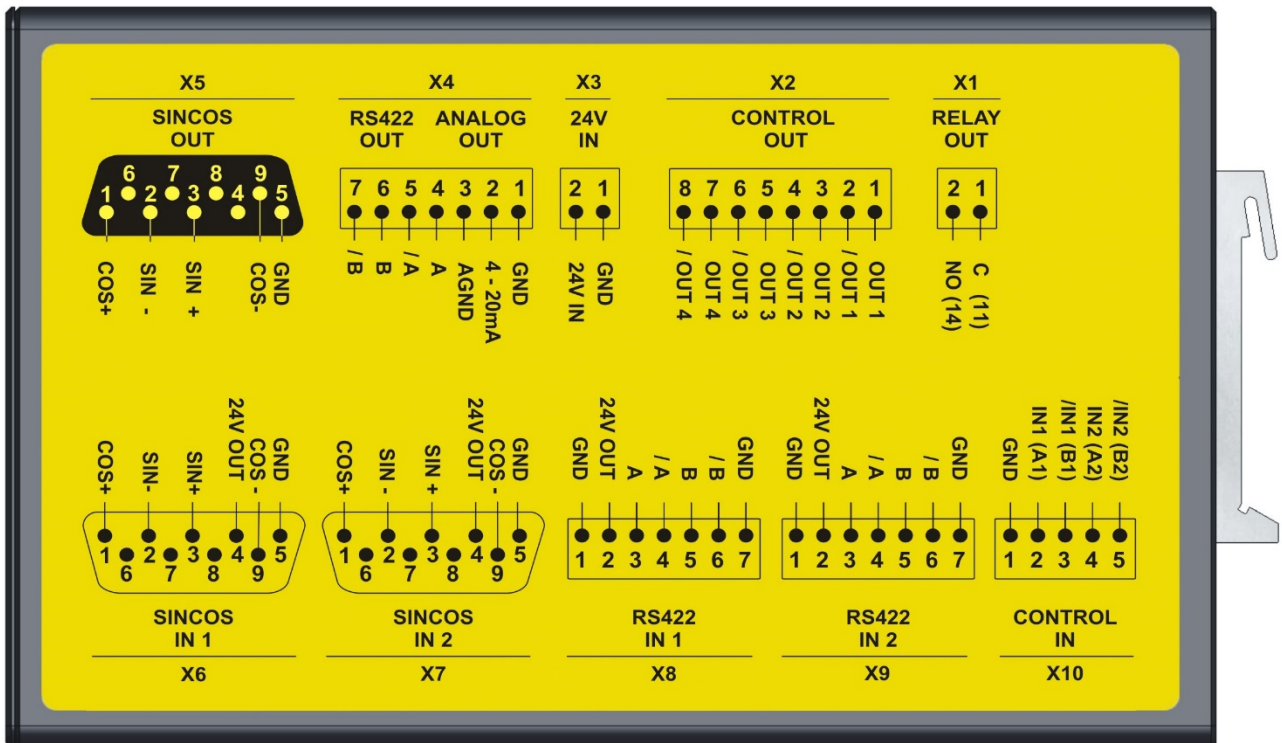 X5
SINCOS
OUT
6 7 8 9
1 2 3 4 5
COS+
SIN -
SIN +
COS-
GND
X4
RS422 OUT
ANALOG OUT
7 6 5 4 3 2 1
/ B
B
/ A
A
AGND
4 - 20mA
GND
X3
24V
IN
2 1
24V IN
GND
X2
CONTROL
OUT
8 7 6 5 4 3 2 1
/ OUT 4
OUT 4
/ OUT 3
OUT 3
/ OUT 2
OUT 2
/ OUT 1
OUT 1
X1
RELAY
OUT
2 1
NO (14)
C (11)
COS+
SIN-
SIN+
24V OUT
COS -
GND
1 2 3 4 5
6 7 8 9
SINCOS
IN 1
X6
COS+
SIN -
SIN +
24V OUT
COS -
GND
1 2 3 4 5
6 7 8 9
SINCOS
IN 2
X7
GND
24V OUT
A
/ A
B
/ B
GND
1 2 3 4 5 6 7
RS422
IN 1
X8
GND
24V OUT
A
/ A
B
/ B
GND
1 2 3 4 5 6 7
RS422
IN 2
X9
GND
IN1 (A1)
/IN1 (B1)
IN2 (A2)
/IN2 (B2)
1 2 3 4 5
CONTROL
IN
X10